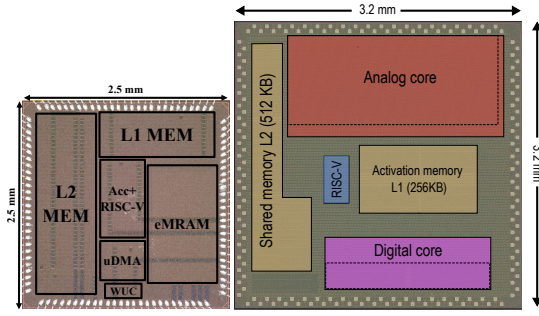 2.5 mm
2.5 mm
L1 MEM
L2
MEM
Acc+
RISC-V
eMRAM
uDMA
WUC
3.2 mm
3.2 mm
Analog core
Shared memory L2 (512 KB)
RISC-V
Activation memory
L1 (256KB)
Digital core